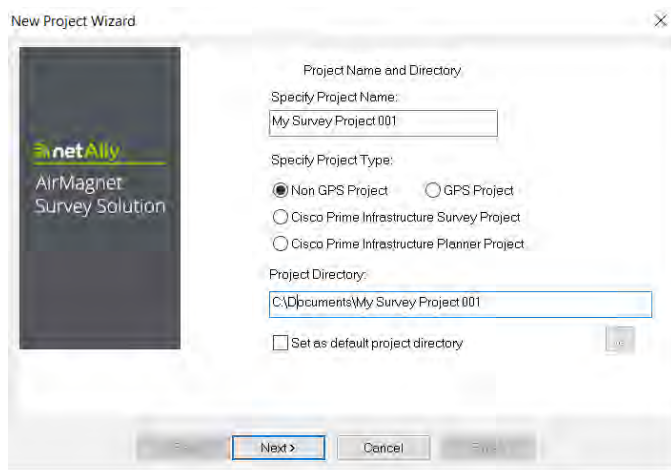 New Project Wizard
netAlly
AirMagnet
Survey Solution
Project Name and Directory
Specify Project Name:
My Survey Project 001
Specify Project Type:
Non GPS Project
GPS Project
Cisco Prime Infrastructure Survey Project
Cisco Prime Infrastructure Planner Project
Project Directory:
C:\Documents\My Survey Project 001
Set as default project directory
Next >
Cancel